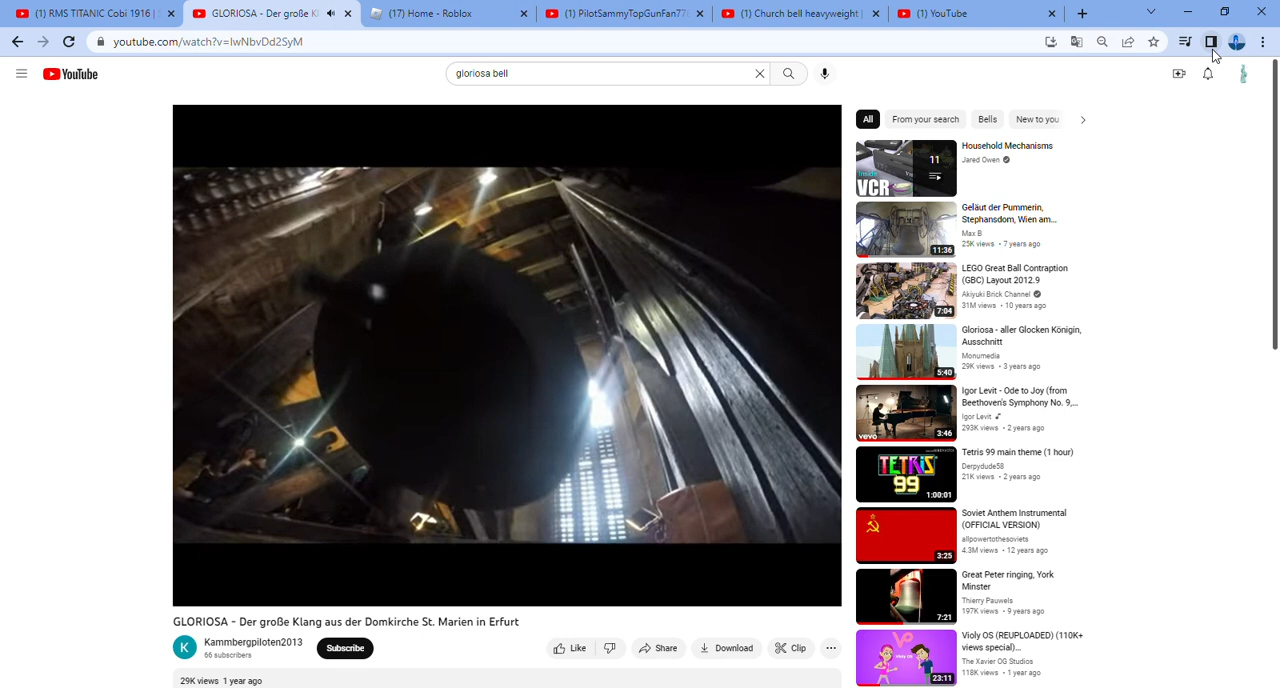 (1) RMS TITANIC Cobi 1916 | S
GLORIOSA - Der große Kl
(17) Home - Roblox
(1) PilotSammyTopGunFan778
(1) Church bell heavyweight |
(1) YouTube
youtube.com/watch?v=IwNbvDd2SyM
YouTube
gloriosa bell
All
From your search
Bells
New to you
Inside
VCR
11
Household Mechanisms
Jared Owen
11:36
Geläut der Pummerin,
Stephansdom, Wien am...
Max B
25K views • 7 years ago
7:04
LEGO Great Ball Contraption
(GBC) Layout 2012.9
Akiyuki Brick Channel
31M views • 10 years ago
5:40
Gloriosa - aller Glocken Königin,
Ausschnitt
Monumedia
29K views • 3 years ago
vevo
3:46
Igor Levit - Ode to Joy (from
Beethoven's Symphony No. 9,...
Igor Levit
293K views • 2 years ago
TETRIS
99
1:00:01
Tetris 99 main theme (1 hour)
Derpydude58
21K views • 2 years ago
3:25
Soviet Anthem Instrumental
(OFFICIAL VERSION)
allpowertothesoviets
4.3M views • 12 years ago
7:21
Great Peter ringing, York
Minster
Thierry Pauwels
197K views • 9 years ago
23:11
Violy OS (REUPLOADED) (110K+
views special)...
The Xavier OG Studios
118K views • 1 year ago
GLORIOSA - Der große Klang aus der Domkirche St. Marien in Erfurt
K
Kammbergpiloten2013
66 subscribers
Subscribe
Like
Share
Download
Clip
29K views 1 year ago